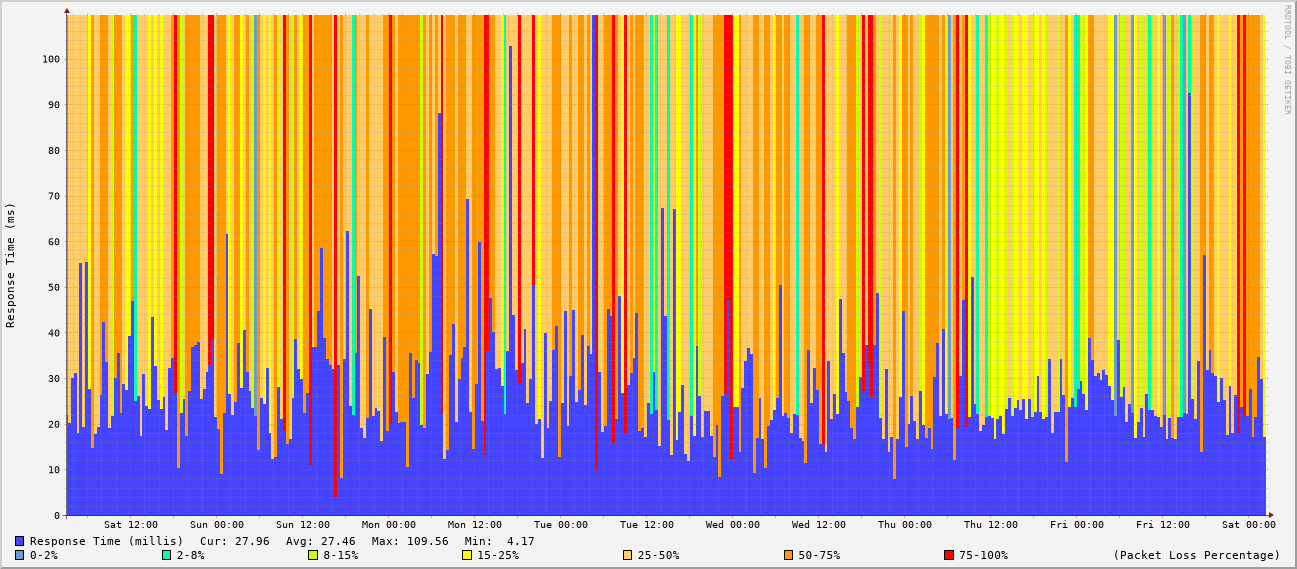 RRDTOOL / TOBI OETIKER
Response Time (ms)
100
90
80
70
60
50
40
30
20
10
0
Sat 12:00 Sun 00:00 Sun 12:00 Mon 00:00 Mon 12:00 Tue 00:00 Tue 12:00 Wed 00:00 Wed 12:00 Thu 00:00 Thu 12:00 Fri 00:00 Fri 12:00 Sat 00:00
Response Time (millis) Cur: 27.96 Avg: 27.46 Max: 109.56 Min: 4.17
0-2% 2-8% 8-15% 15-25% 25-50% 50-75% 75-100% (Packet Loss Percentage)